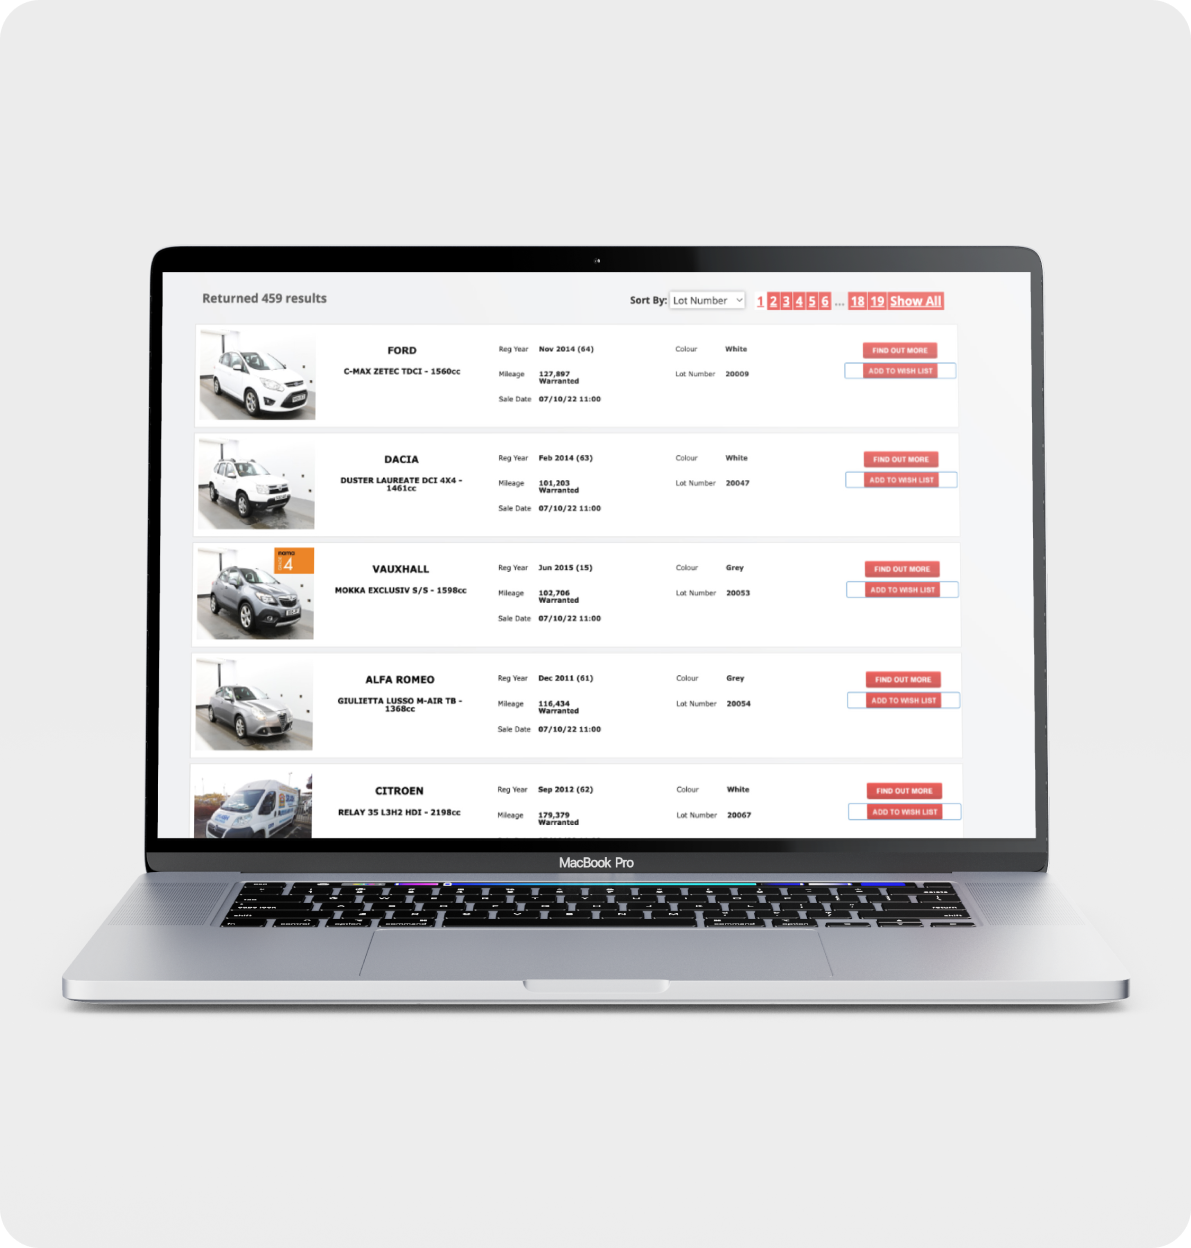 Returned 459 results
Sort By: Lot Number 1 2 3 4 5 6 ... 18 19 Show All
FORD
C-MAX ZETEC TDCI - 1560cc
Reg Year Nov 2014 (64)
Mileage 127,897
Warranted
Sale Date 07/10/22 11:00
Colour White
Lot Number 20009
FIND OUT MORE
ADD TO WISH LIST
DACIA
DUSTER LAUREATE DCI 4X4 -
1461cc
Reg Year Feb 2014 (63)
Mileage 101,203
Warranted
Sale Date 07/10/22 11:00
Colour White
Lot Number 20047
FIND OUT MORE
ADD TO WISH LIST
4
VAUXHALL
MOKKA EXCLUSIV S/S - 1598cc
Reg Year Jun 2015 (15)
Mileage 102,706
Warranted
Sale Date 07/10/22 11:00
Colour Grey
Lot Number 20053
FIND OUT MORE
ADD TO WISH LIST
ALFA ROMEO
GIULIETTA LUSSO M-AIR TB -
1368cc
Reg Year Dec 2011 (61)
Mileage 116,434
Warranted
Sale Date 07/10/22 11:00
Colour Grey
Lot Number 20054
FIND OUT MORE
ADD TO WISH LIST
CITROEN
RELAY 35 L3H2 HDI - 2198cc
Reg Year Sep 2012 (62)
Mileage 179,379
Warranted
Colour White
Lot Number 20067
FIND OUT MORE
ADD TO WISH LIST
MacBook Pro
shift
return
shift
fn control option command command option